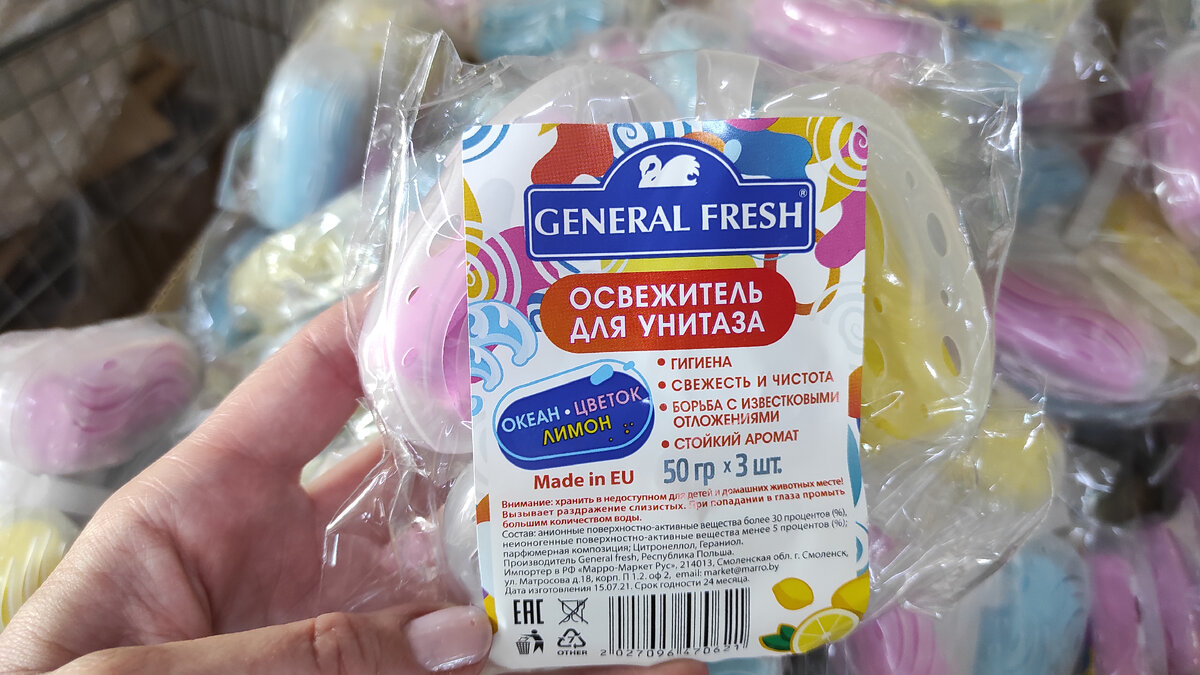 GENERAL FRESH®
ОСВЕЖИТЕЛЬ
ДЛЯ УНИТАЗА
• ГИГИЕНА
• СВЕЖЕСТЬ И ЧИСТОТА
• БОРЬБА С ИЗВЕСТКОВЫМИ
ОТЛОЖЕНИЯМИ
• СТОЙКИЙ АРОМАТ
ОКЕАН • ЦВЕТОК
ЛИМОН
Made in EU
50 гр х 3 шт.
Внимание: хранить в недоступном для детей и домашних животных месте!
Вызывает раздражение слизистых. При попадании в глаза промыть
большим количеством воды.
Состав: анионные поверхностно-активные вещества более 30 процентов (%),
неионогенные поверхностно-активные вещества менее 5 процентов (%);
парфюмерная композиция; Цитронеллол, Гераниол.
Производитель General fresh, Республика Польша.
Импортер в РФ «Марро-Маркет Рус», 214013, Смоленская обл. г. Смоленск,
ул. Матросова д.18, корп. П 1.2. оф 2, email: market@marro.by
Дата изготовления 15.07.21. Срок годности 24 месяца.
EAC
7
OTHER
2 027096 470621